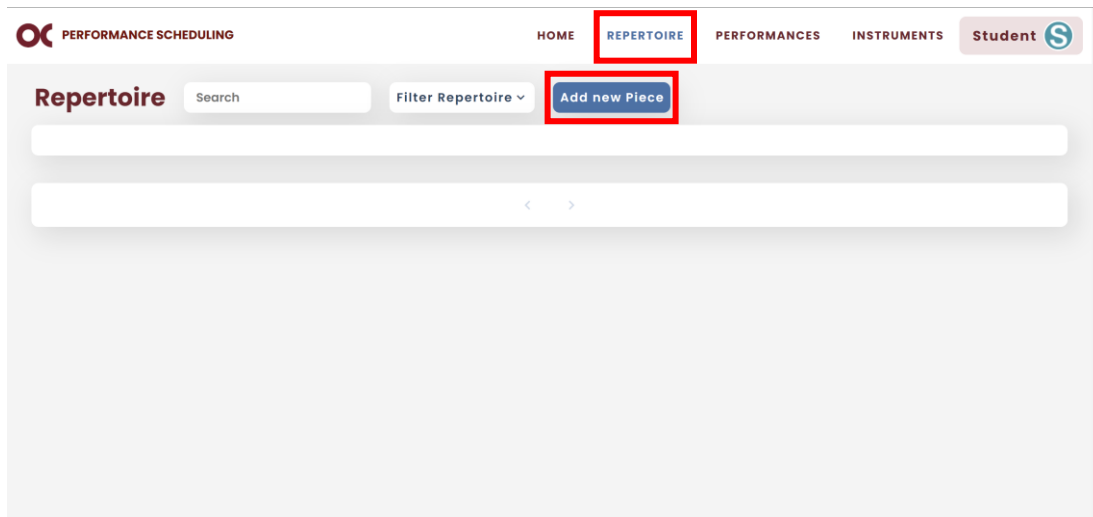 OC PERFORMANCE SCHEDULING HOME REPERTOIRE PERFORMANCES INSTRUMENTS Student S
Repertoire Search Filter Repertoire Add new Piece